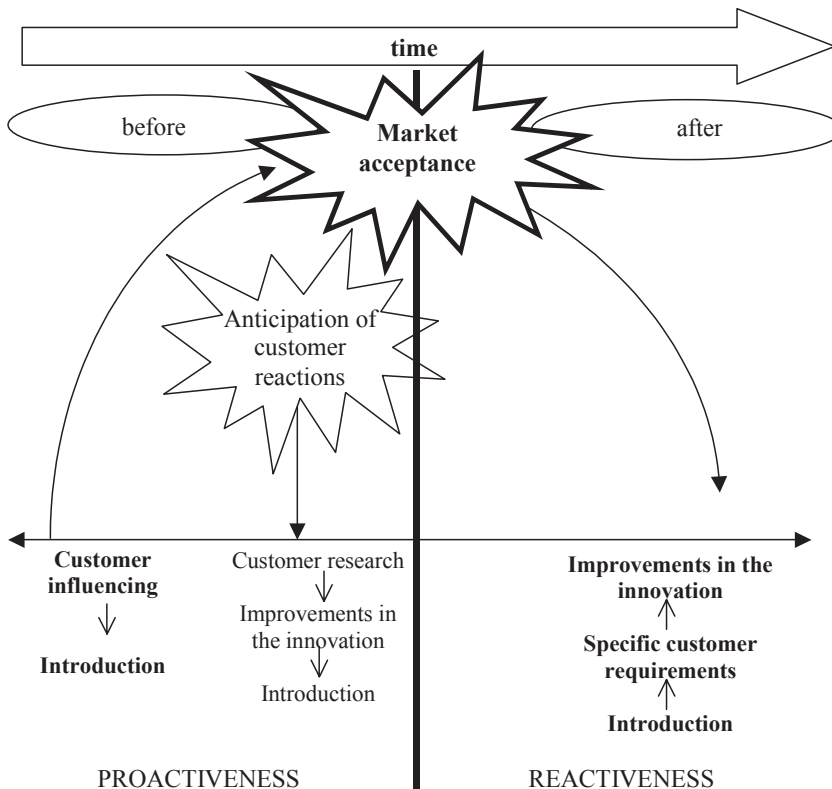 time
before
Market
acceptance
after
Anticipation of
customer
reactions
Customer
influencing
Introduction
Customer research
Improvements in
the innovation
Introduction
Improvements in the
innovation
Specific customer
requirements
Introduction
PROACTIVENESS
REACTIVENESS